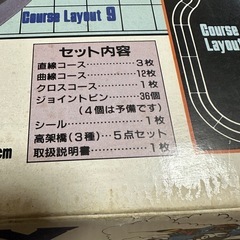 Course Layout 9
Course
Layout
セット内容
直線コース……3枚
曲線コース……12枚
クロスコース……1枚
ジョイントピン……36個
(4個は予備です)
シール……1枚
高架橋(3種)…5点セット
取扱説明書……1枚
cm